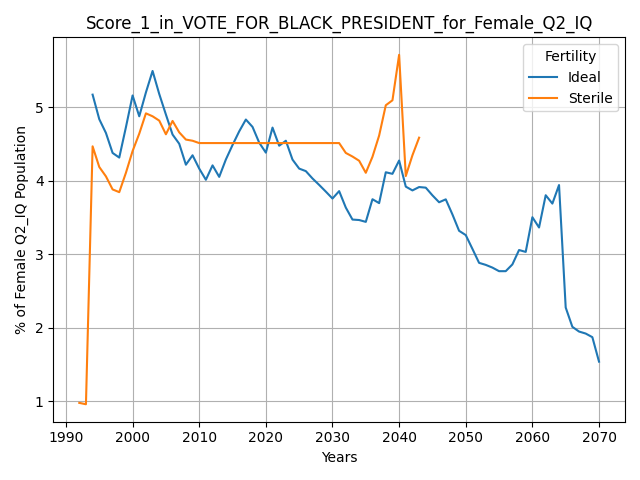 Score_1_in_VOTE_FOR_BLACK_PRESIDENT_for_Female_Q2_IQ
Fertility
Ideal
Sterile
% of Female Q2_IQ Population
5
4
3
2
1
1990 2000 2010 2020 2030 2040 2050 2060 2070
Years